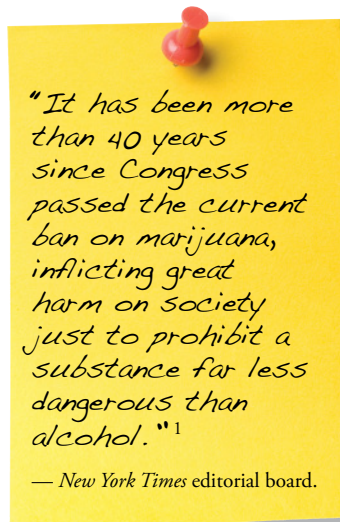 "It has been more
than 40 years
since Congress
passed the current
ban on marijuana,
inflicting great
harm on society
just to prohibit a
substance far less
dangerous than
alcohol."1
— New York Times editorial board.